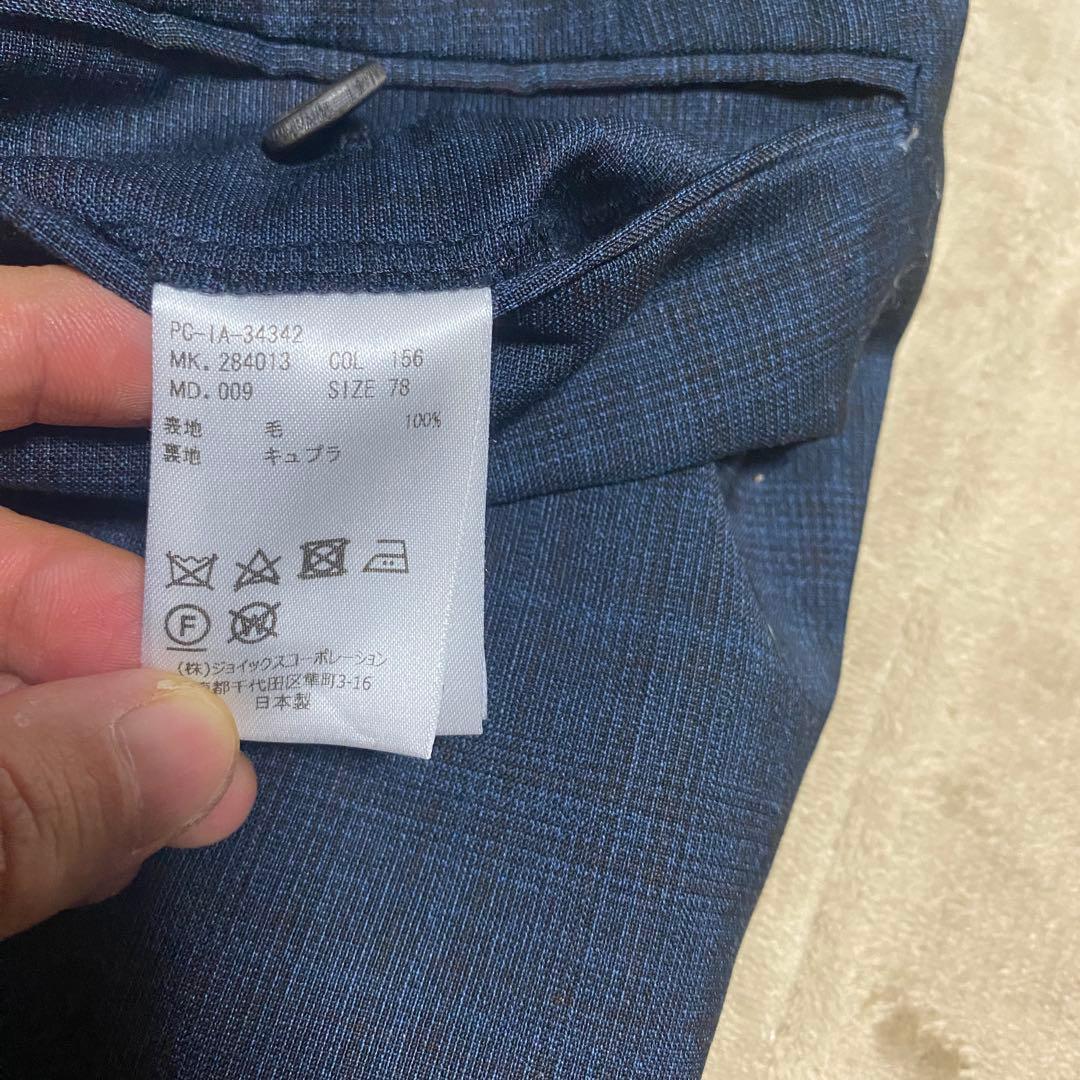 PC-IA-34342
MK. 284013 COL 156
MD. 009 SIZE 78
表地 毛 100%
裏地 キュプラ
F
W
(株)ジョイックスコーポレーション
京都千代田区隼町3-16
日本製